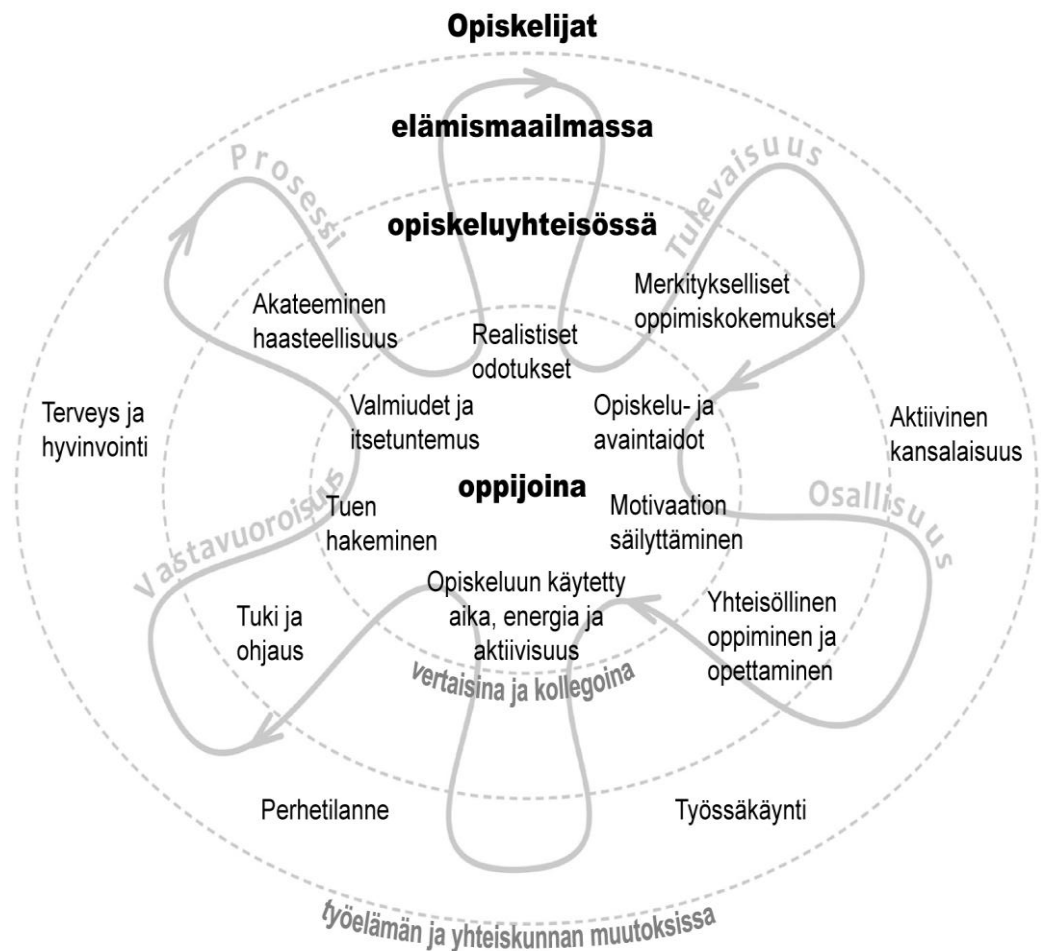 Opiskelijat
elämismaailmassa
Prosessi
Tulevaisuus
opiskeluyhteisössä
Akateeminen
haasteellisuus
Merkitykselliset
oppimiskokemukset
Realistiset
odotukset
Terveys ja
hyvinvointi
Valmiudet ja
itsetuntemus
Opiskelu- ja
avaintaidot
Aktiivinen
kansalaisuus
oppijoina
Vastavuoroisuus
Osallisuus
Tuen
hakeminen
Motivaation
säilyttäminen
Opiskeluun käytetty
aika, energia ja
aktiivisuus
Tuki ja
ohjaus
Yhteisöllinen
oppiminen ja
opettaminen
vertaisina ja kollegoina
Perhetilanne
Työssäkäynti
työelämän ja yhteiskunnan muutoksissa